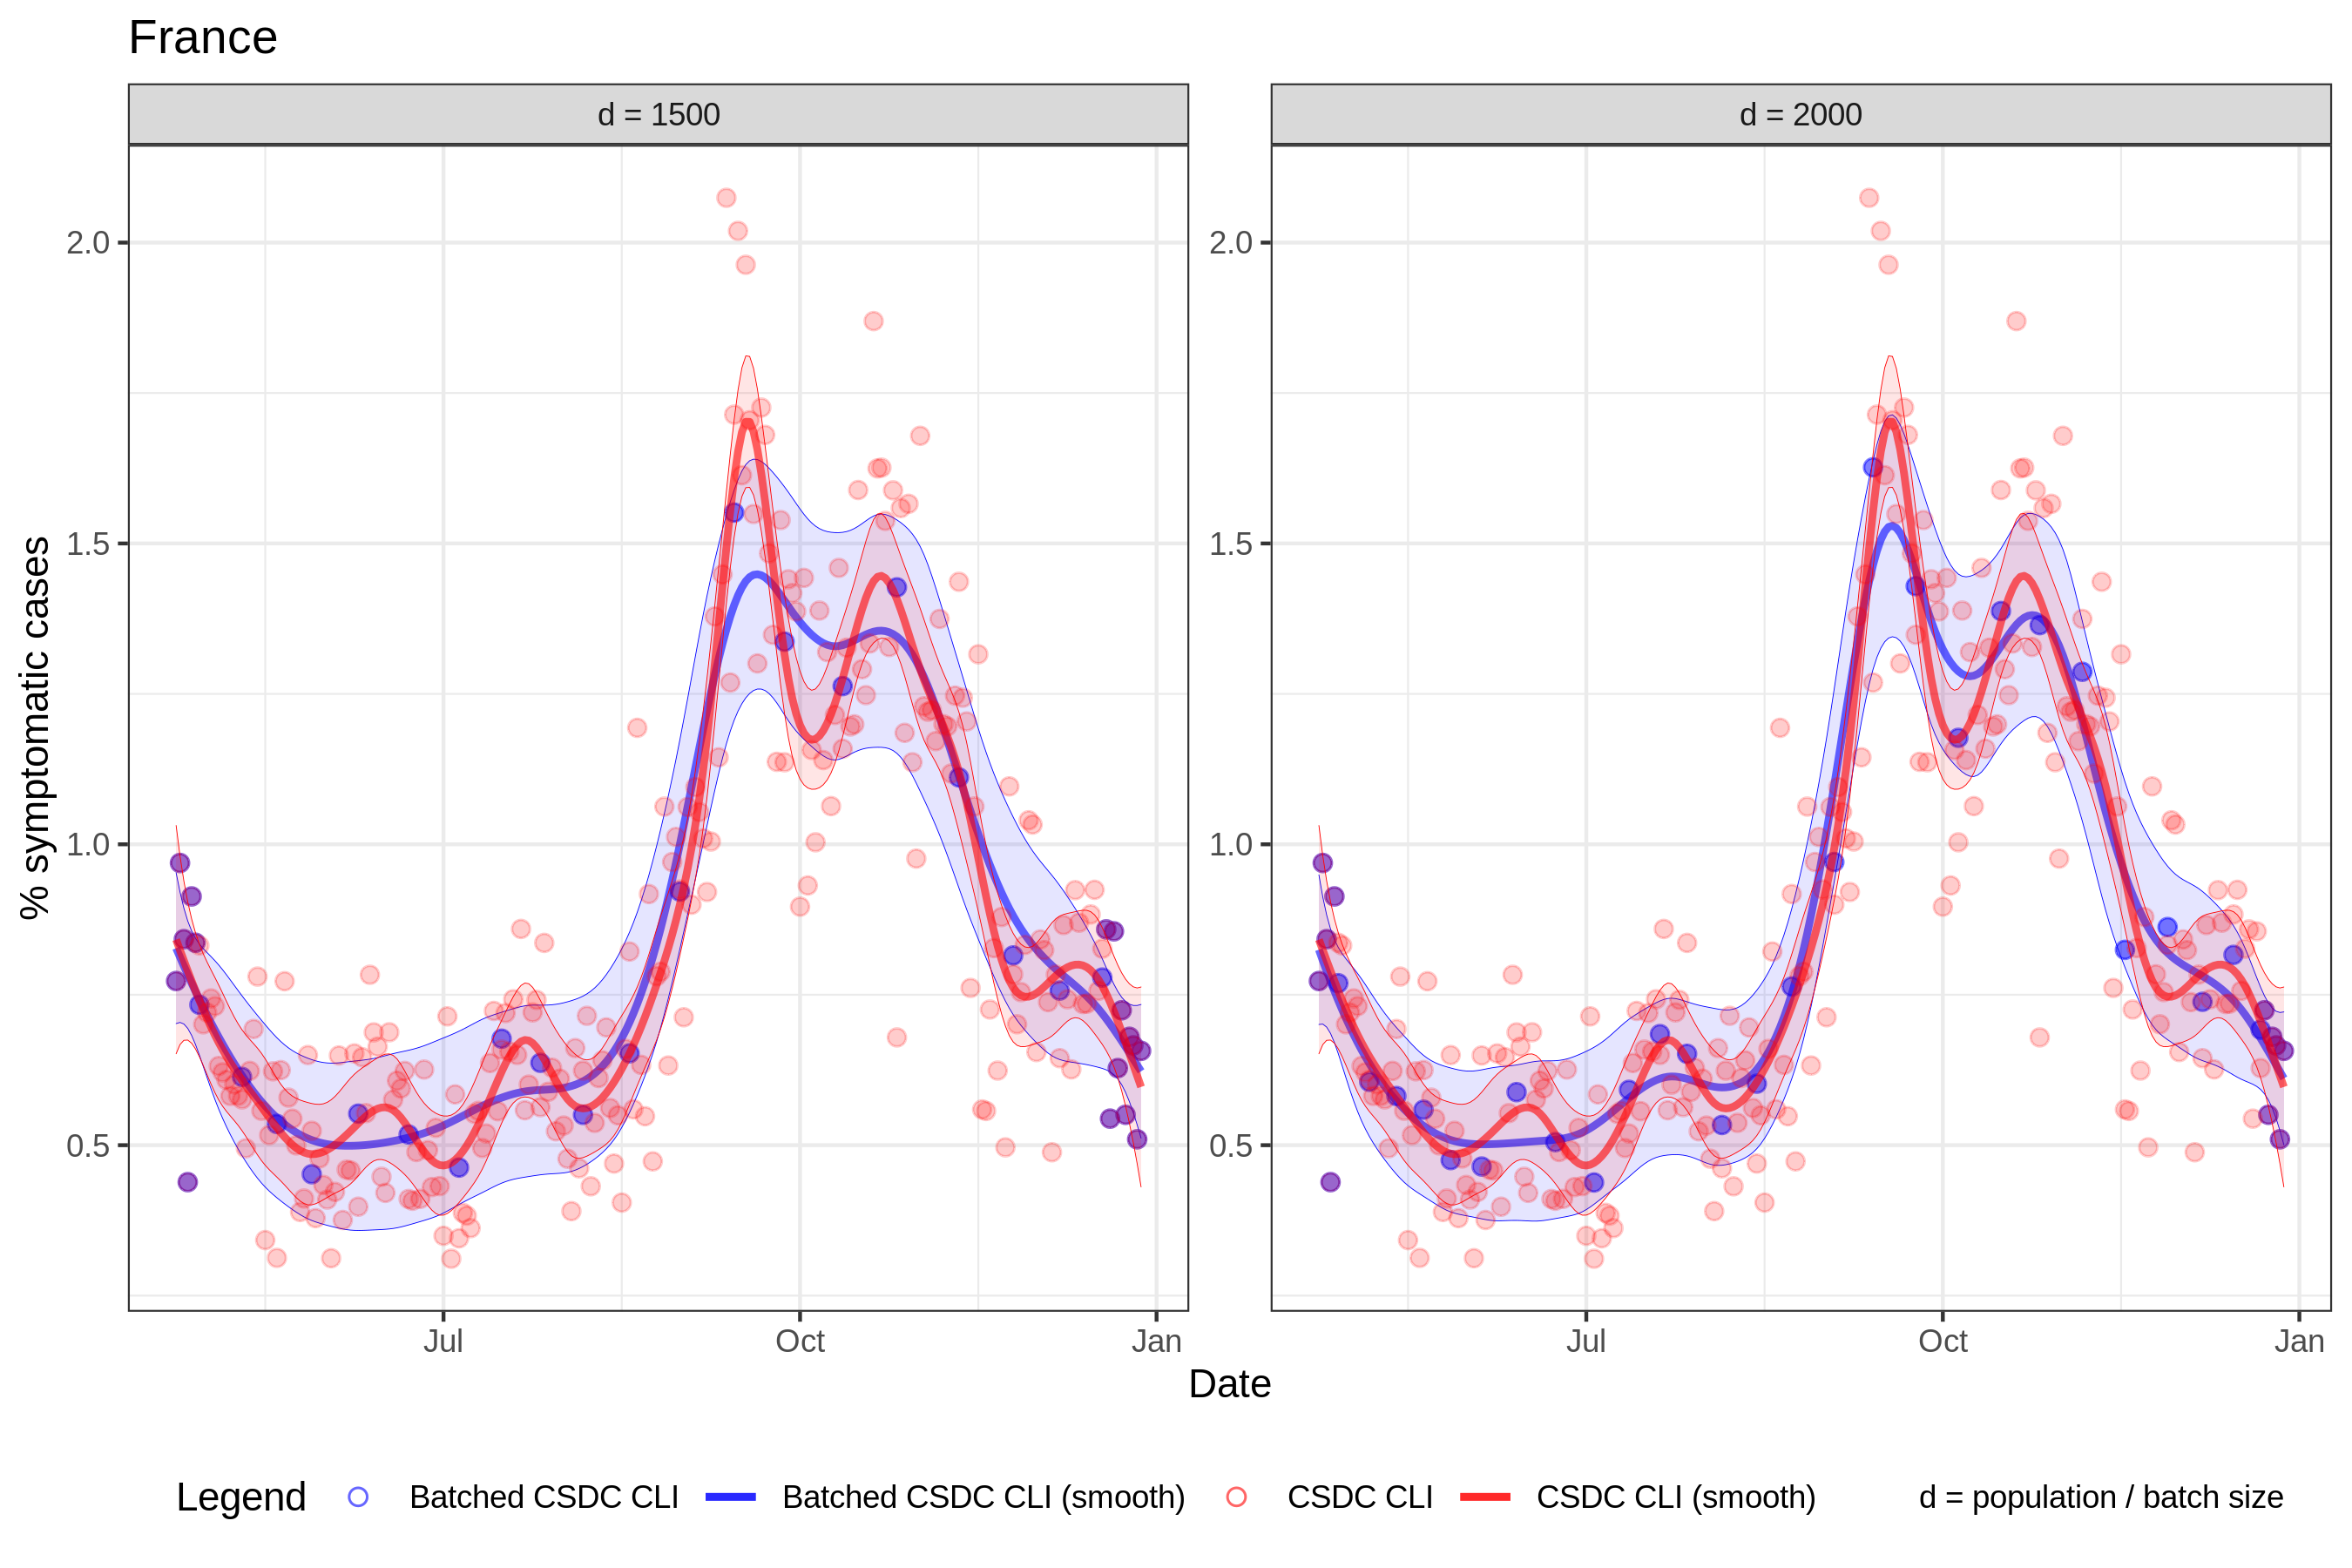 France
d = 1500
d = 2000
% symptomatic cases
2.0
1.5
1.0
0.5
2.0
1.5
1.0
0.5
Jul Oct Jan
Jul Oct Jan
Date
Legend Batched CSDC CLI Batched CSDC CLI (smooth) CSDC CLI CSDC CLI (smooth) d = population / batch size